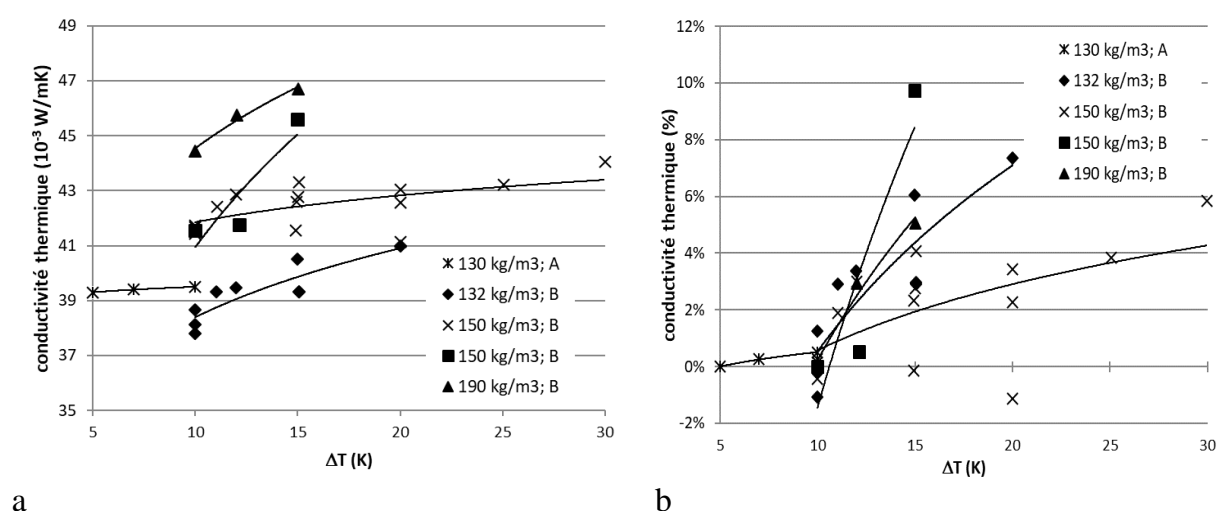 49
47
45
43
41
39
37
35
conductivité thermique (10⁻³ W/mK)
130 kg/m3; A
132 kg/m3; B
150 kg/m3; B
150 kg/m3; B
190 kg/m3; B
5 10 15 20 25 30
ΔT (K)
a
12%
10%
8%
6%
4%
2%
0%
-2%
conductivité thermique (%)
130 kg/m3; A
132 kg/m3; B
150 kg/m3; B
150 kg/m3; B
190 kg/m3; B
5 10 15 20 25 30
ΔT (K)
b